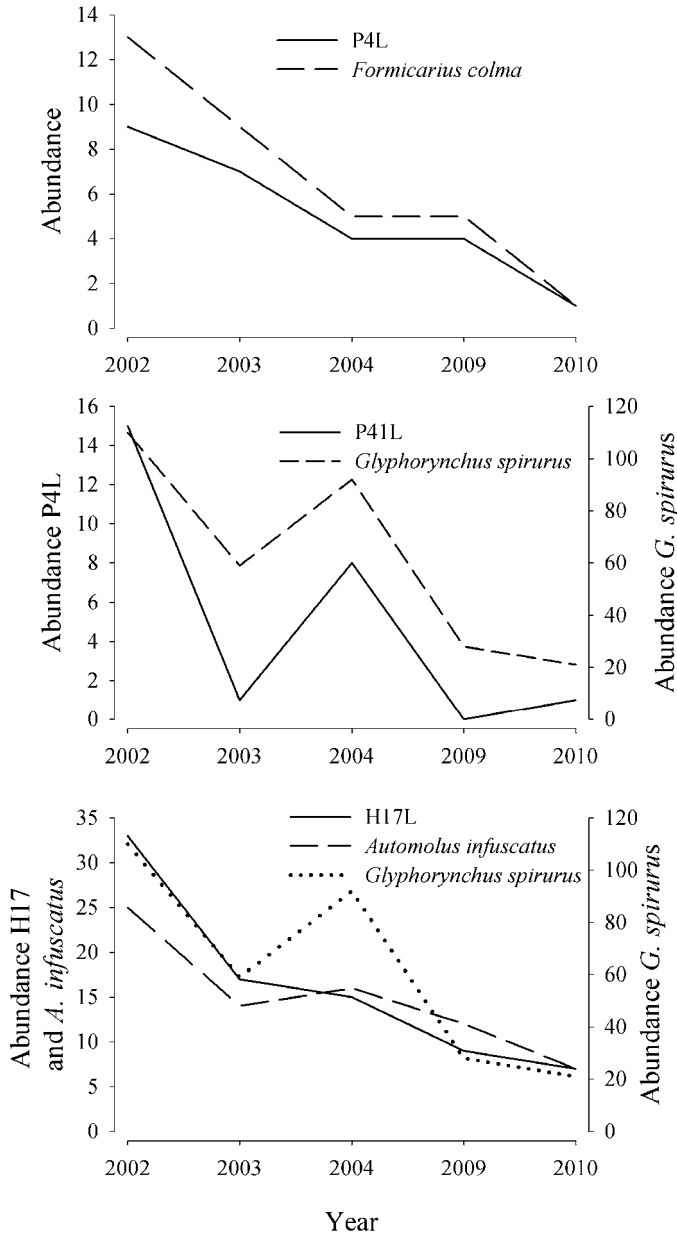 14
12
10
8
6
4
2
0
Abundance
P4L
Formicarius colma
2002 2003 2004 2009 2010
16
14
12
10
8
6
4
2
0
Abundance P4L
P41L
Glyphorynchus spirurus
120
100
80
60
40
20
0
Abundance G. spirurus
2002 2003 2004 2009 2010
35
30
25
20
15
10
5
0
Abundance H17
and A. infuscatus
H17L
Automolus infuscatus
Glyphorynchus spirurus
120
100
80
60
40
20
0
Abundance G. spirurus
2002 2003 2004 2009 2010
Year